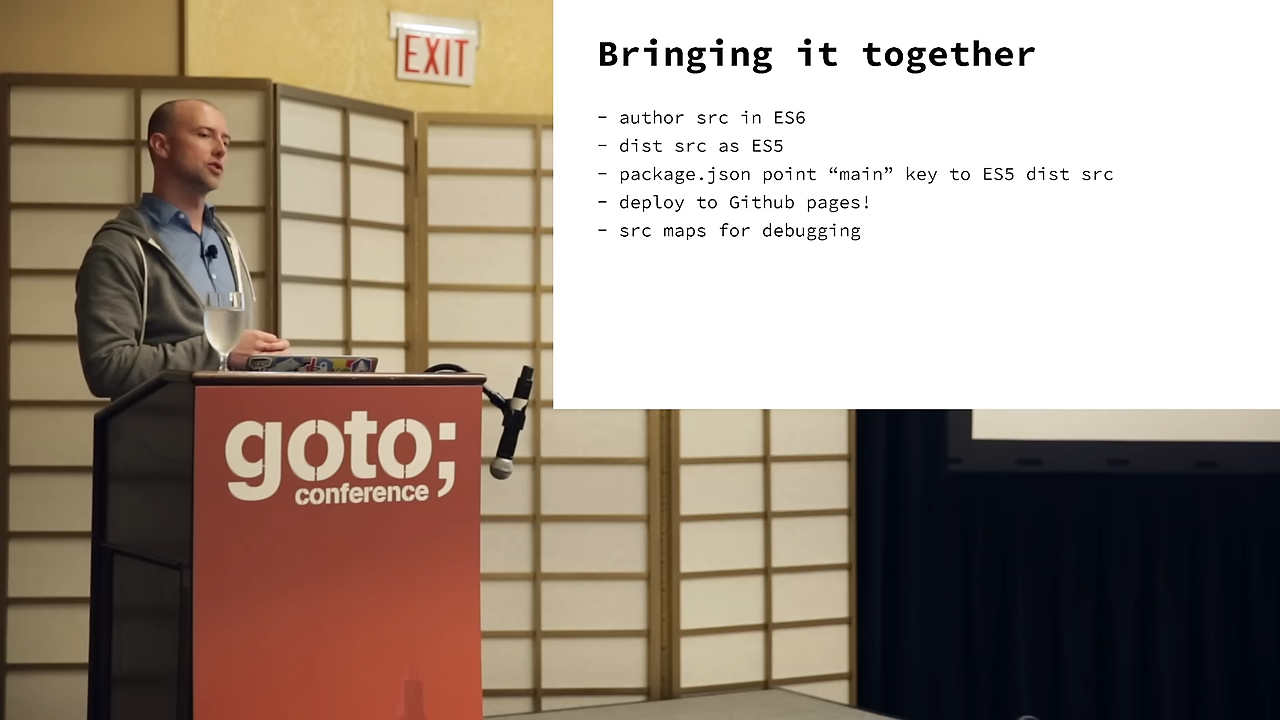 EXIT
Bringing it together
- author src in ES6
- dist src as ES5
- package.json point “main” key to ES5 dist src
- deploy to Github pages!
- src maps for debugging
goto;
conference